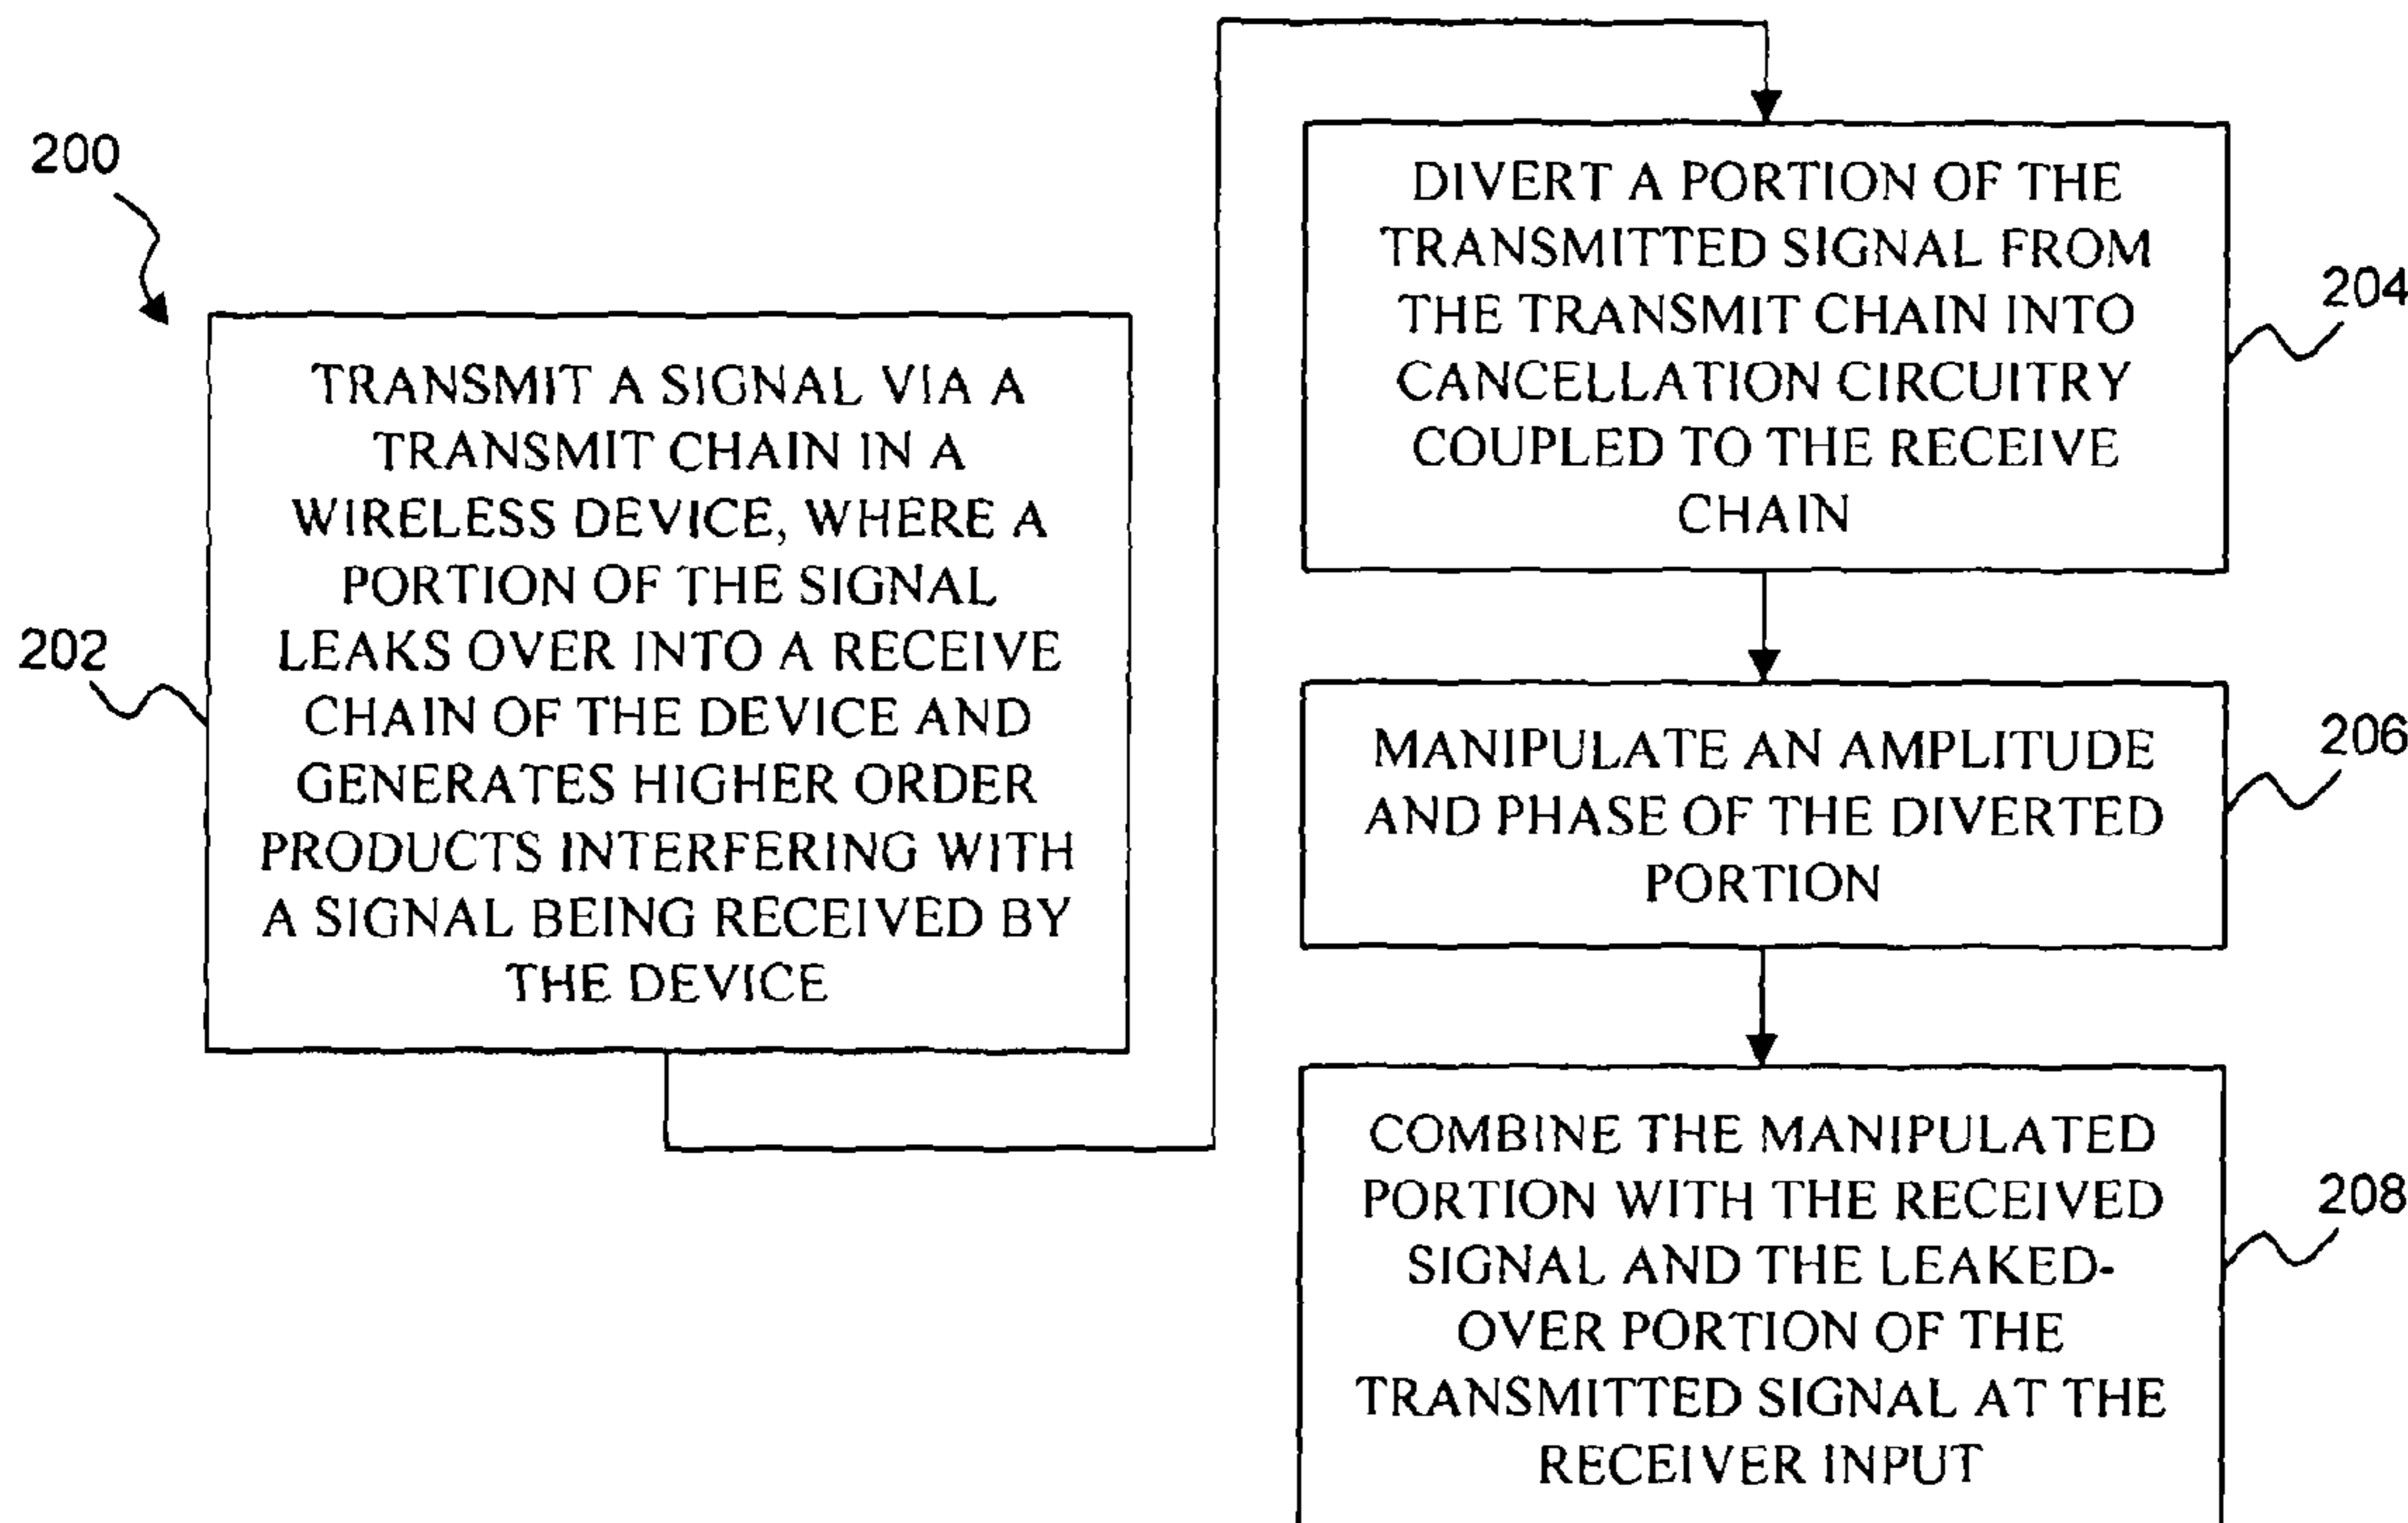 200
202
TRANSMIT A SIGNAL VIA A
TRANSMIT CHAIN IN A
WIRELESS DEVICE, WHERE A
PORTION OF THE SIGNAL
LEAKS OVER INTO A RECEIVE
CHAIN OF THE DEVICE AND
GENERATES HIGHER ORDER
PRODUCTS INTERFERING WITH
A SIGNAL BEING RECEIVED BY
THE DEVICE
DIVERT A PORTION OF THE
TRANSMITTED SIGNAL FROM
THE TRANSMIT CHAIN INTO
CANCELLATION CIRCUITRY
COUPLED TO THE RECEIVE
CHAIN
204
MANIPULATE AN AMPLITUDE
AND PHASE OF THE DIVERTED
PORTION
206
COMBINE THE MANIPULATED
PORTION WITH THE RECEIVED
SIGNAL AND THE LEAKED-
OVER PORTION OF THE
TRANSMITTED SIGNAL AT THE
RECEIVER INPUT
208